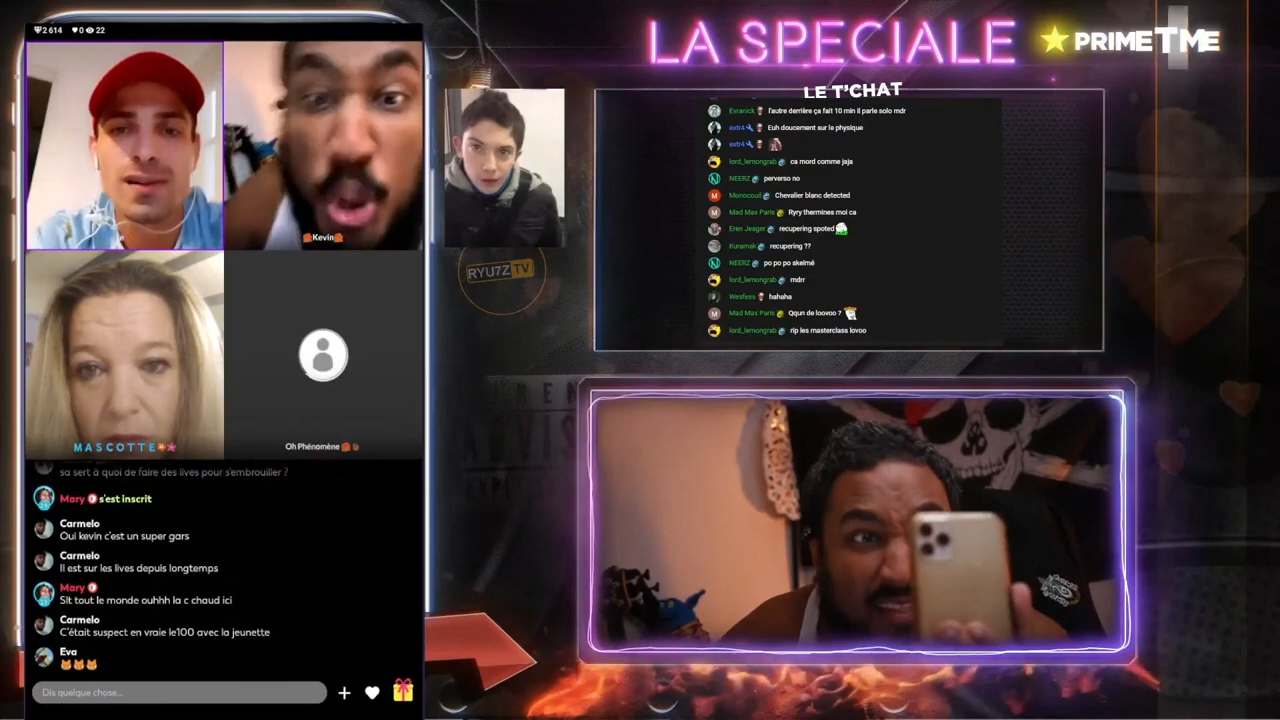 2 614 0 22
LA SPECIALE
PRIMETIME
LE T'CHAT
Evranick l'autre derrière ça fait 10 min il parle solo mdr
axtr4 Euh doucement sur le physique
axtr4
lord_lemongrab ca mord comme jaja
NEERZ perverso no
Monocouil Chevalier blanc detected
Mad Max Paris Ryry thermines moi ca
Eren Jeager recupering spoted
Kuramak recupering ??
NEERZ po po po skelmé
lord_lemongrab mdrr
Wesfess hahaha
Mad Max Paris Qqun de loovoo ?
lord_lemongrab rip les masterclass lovoo
Kevin
RYU7Z TV
MASCOTTE
Oh Phénomène
sa sert à quoi de faire des lives pour s'embrouiller ?
Mary s'est inscrit
Carmelo
Oui kevin c'est un super gars
Carmelo
Il est sur les lives depuis longtemps
Mary
Slt tout le monde ouhhh la c chaud ici
Carmelo
C'était suspect en vraie le100 avec la jeunette
Eva
Dis quelque chose...